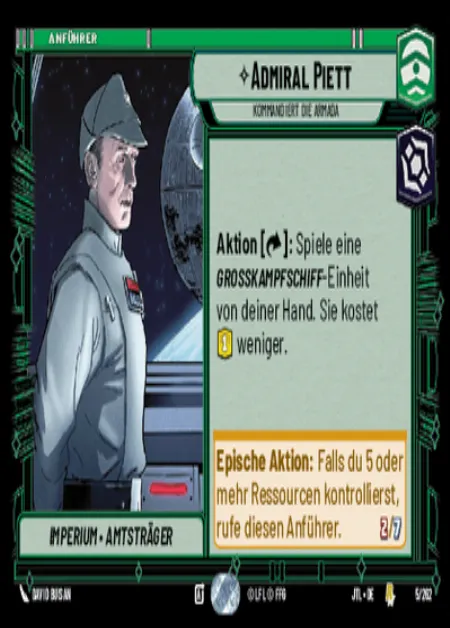 ANFÜHRER
ADMIRAL PIETT
KOMMANDIERT DIE ARMADA
Aktion [ ]: Spiele eine
GROSSKAMPFSCHIFF-Einheit
von deiner Hand. Sie kostet
1 weniger.
Epische Aktion: Falls du 5 oder
mehr Ressourcen kontrollierst,
rufe diesen Anführer. 2/7
IMPERIUM • AMTSTRÄGER
DAVID BUISAN
© LFL © FFG
JTL • DE
5/262